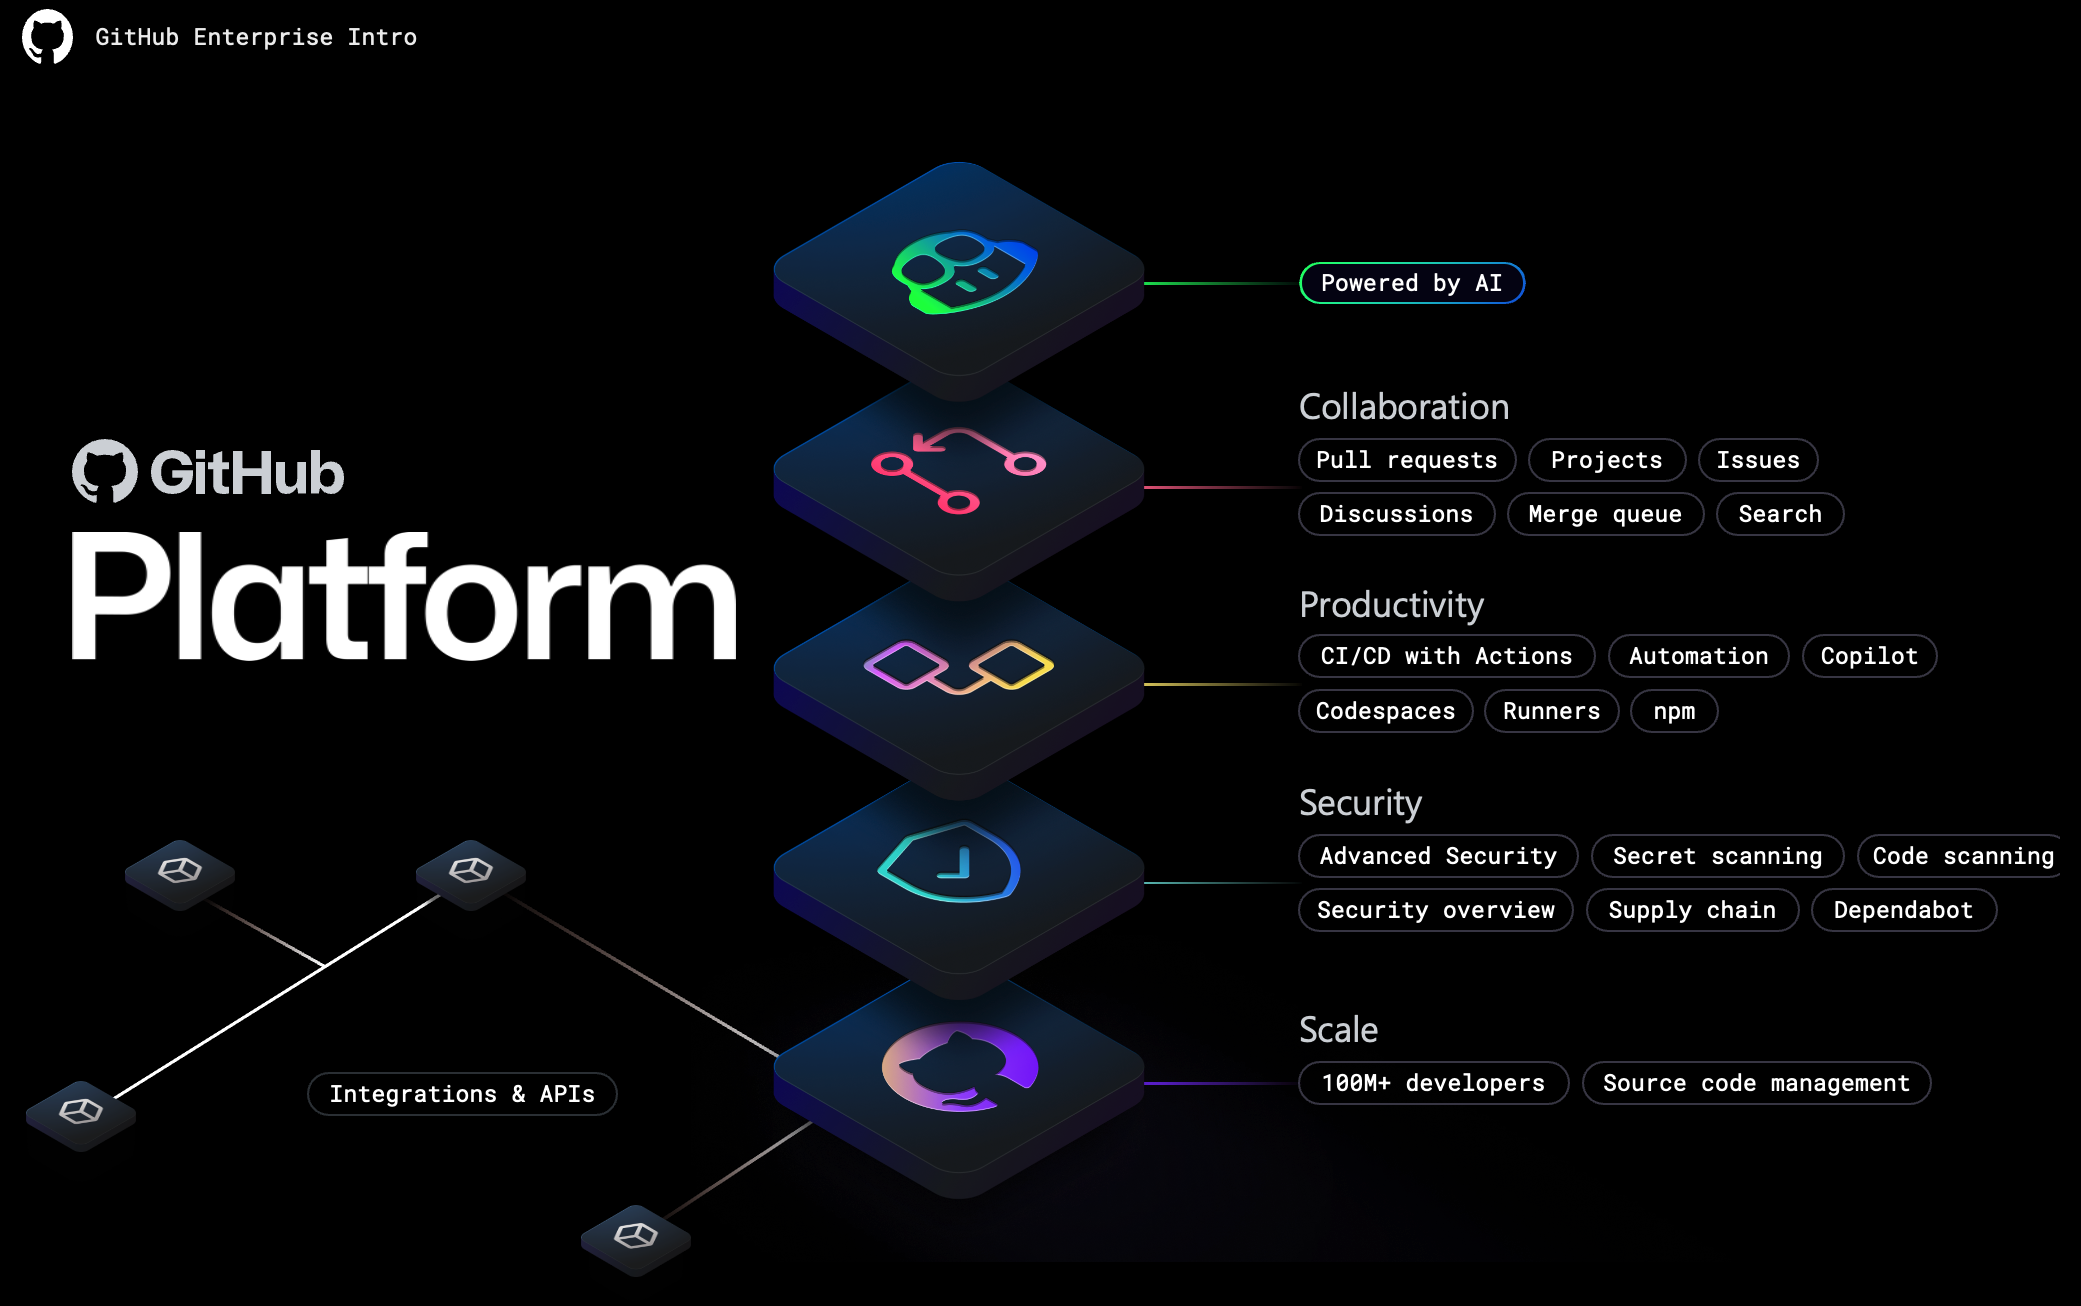 GitHub Enterprise Intro
GitHub
Platform
Powered by AI
Collaboration
Pull requests Projects Issues
Discussions Merge queue Search
Productivity
CI/CD with Actions Automation Copilot
Codespaces Runners npm
Security
Advanced Security Secret scanning Code scanning
Security overview Supply chain Dependabot
Scale
100M+ developers Source code management
Integrations & APIs